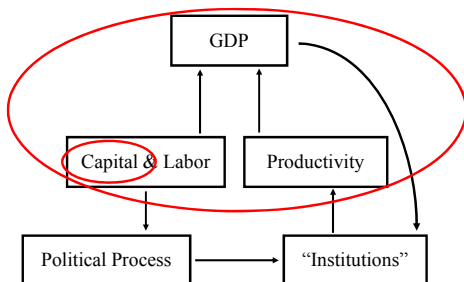 GDP
Capital & Labor
Productivity
Political Process
“Institutions”